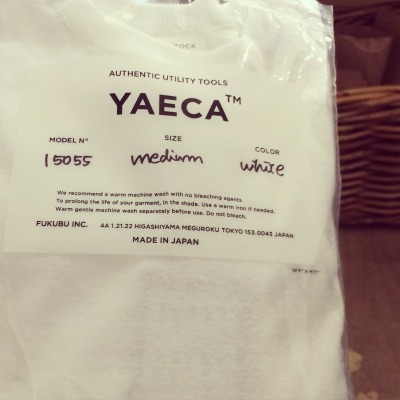 STOCK
AUTHENTIC UTILITY TOOLS
YAECA™
MODEL N° SIZE COLOR
15055 medium white
We recommend a warm machine wash with no bleaching agents.
To prolong the life of your garment, in the shade. Use a warm iron if needed.
Warm gentle machine wash separately before use. Do not bleach.
FUKUBU INC. 4A 1.21.22 HIGASHIYAMA MEGUROKU TOKYO 153.0043 JAPAN
MADE IN JAPAN